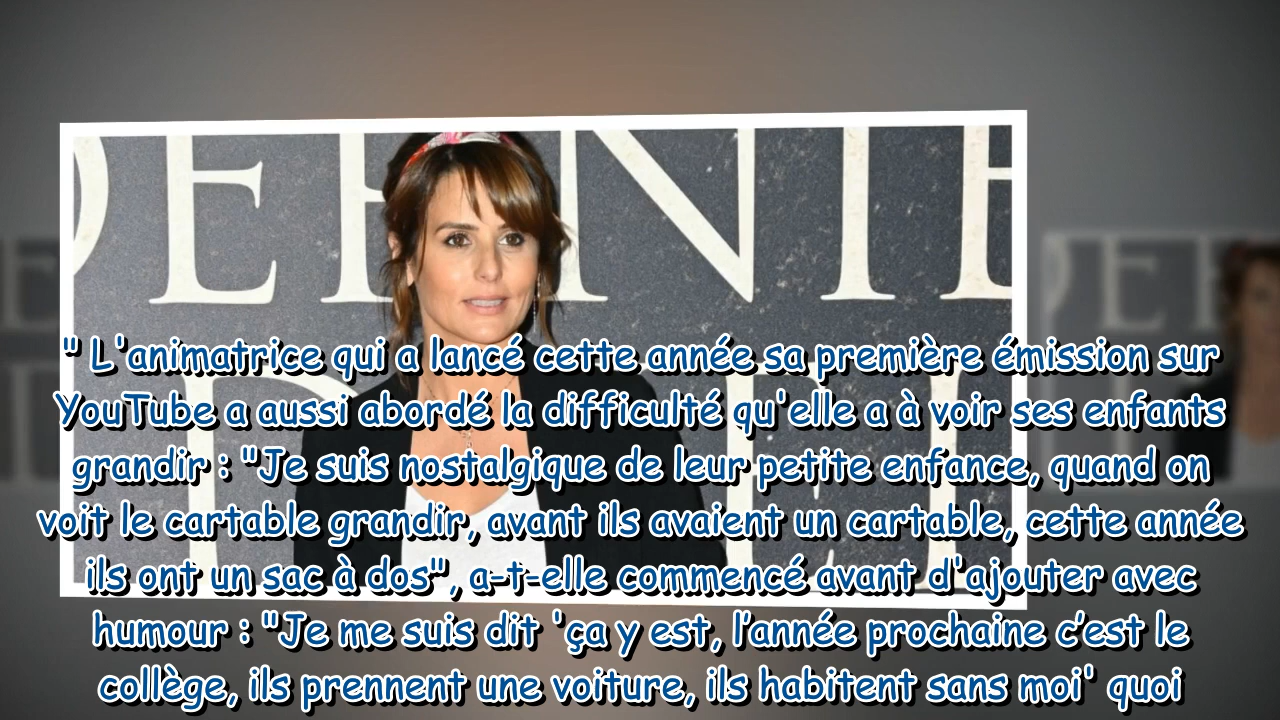 DERNIE
D EL
" L'animatrice qui a lancé cette année sa première émission sur
YouTube a aussi abordé la difficulté qu'elle a à voir ses enfants
grandir : "Je suis nostalgique de leur petite enfance, quand on
voit le cartable grandir, avant ils avaient un cartable, cette année
ils ont un sac à dos", a-t-elle commencé avant d'ajouter avec
humour : "Je me suis dit 'ça y est, l’année prochaine c’est le
collège, ils prennent une voiture, ils habitent sans moi' quoi